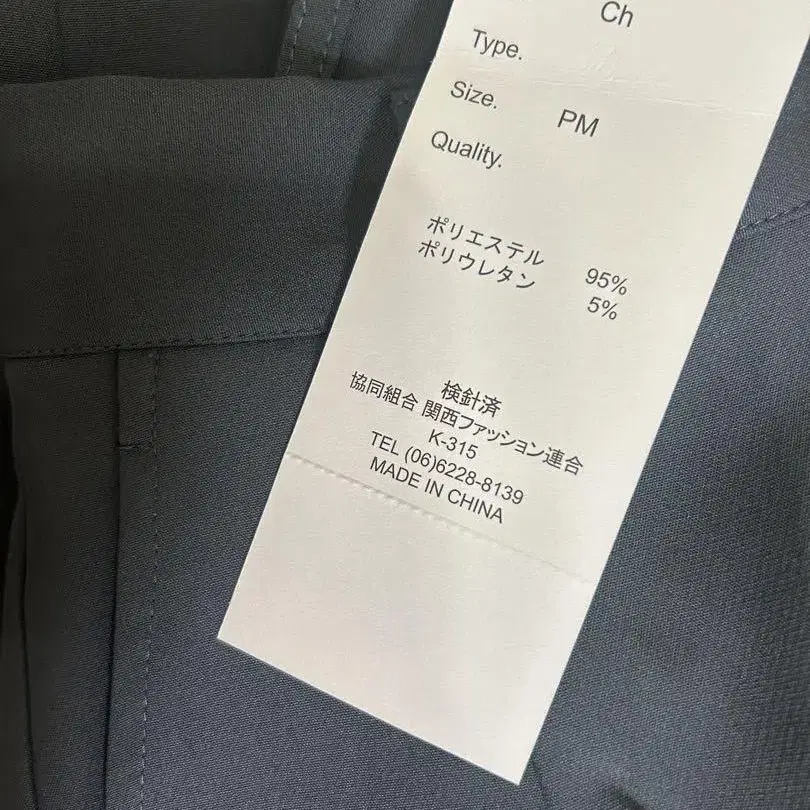 Ch
Type.
Size. PM
Quality.
ポリエステル 95%
ポリウレタン 5%
検針済
協同組合 関西ファッション連合
K-315
TEL (06)6228-8139
MADE IN CHINA